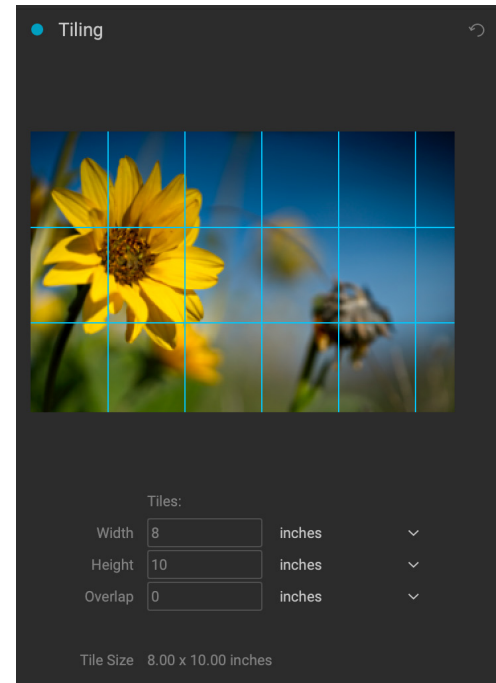 Tiling
Tiles:
Width 8 inches
Height 10 inches
Overlap 0 inches
Tile Size 8.00 x 10.00 inches